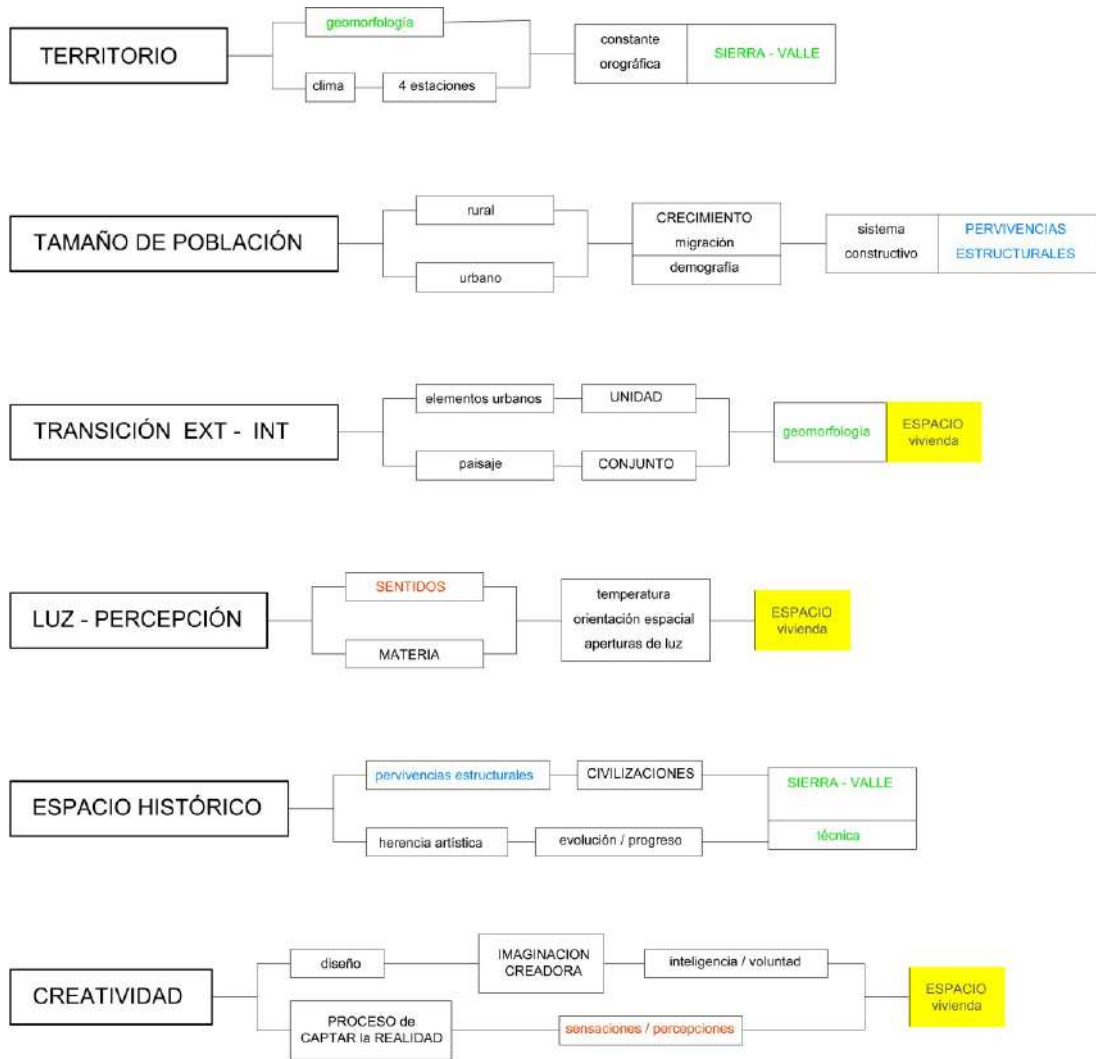 geomorfología
TERRITORIO
clima
4 estaciones
constante
orográfica
SIERRA - VALLE
TAMAÑO DE POBLACIÓN
rural
urbano
CRECIMIENTO
migración
demografía
sistema
constructivo
PERVIVENCIAS
ESTRUCTURALES
TRANSICIÓN EXT - INT
elementos urbanos
UNIDAD
paisaje
CONJUNTO
geomorfología
ESPACIO
vivienda
LUZ - PERCEPCIÓN
SENTIDOS
MATERIA
temperatura
orientación espacial
aperturas de luz
ESPACIO
vivienda
ESPACIO HISTÓRICO
pervivencias estructurales
CIVILIZACIONES
herencia artística
evolución / progreso
SIERRA - VALLE
técnica
CREATIVIDAD
diseño
IMAGINACION
CREADORA
inteligencia / voluntad
PROCESO de
CAPTAR la REALIDAD
sensaciones / percepciones
ESPACIO
vivienda